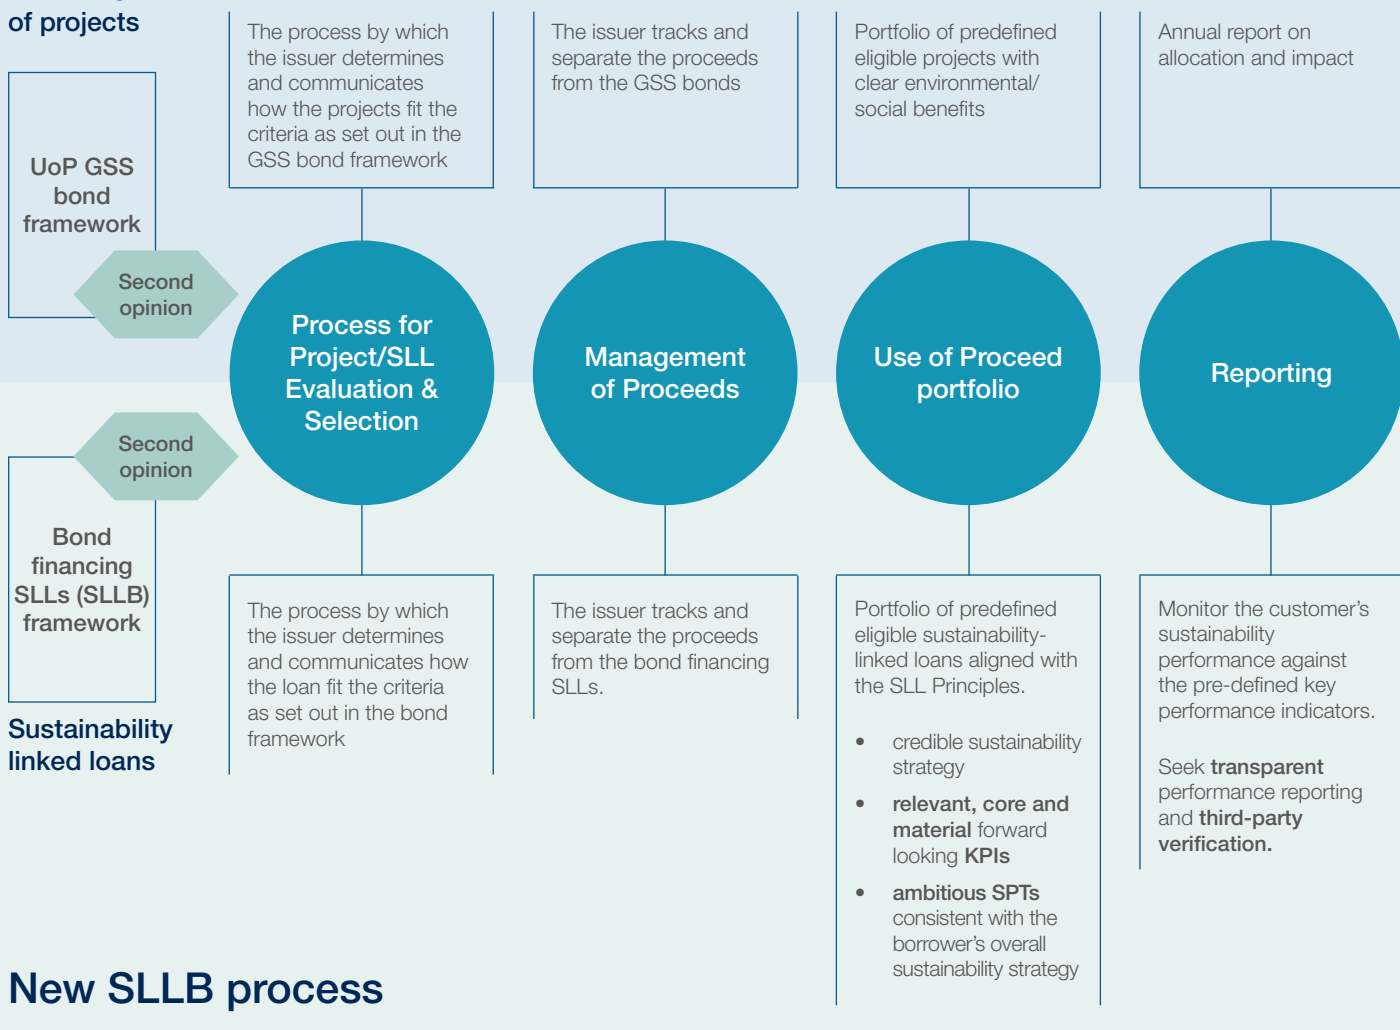 of projects
The process by which
the issuer determines
and communicates
how the projects fit the
criteria as set out in the
GSS bond framework
The issuer tracks and
separate the proceeds
from the GSS bonds
Portfolio of predefined
eligible projects with
clear environmental/
social benefits
Annual report on
allocation and impact
UoP GSS
bond
framework
Second
opinion
Process for
Project/SLL
Evaluation &
Selection
Management
of Proceeds
Use of Proceed
portfolio
Reporting
Second
opinion
Bond
financing
SLLs (SLLB)
framework
Sustainability
linked loans
The process by which
the issuer determines
and communicates how
the loan fit the criteria
as set out in the bond
framework
The issuer tracks and
separate the proceeds
from the bond financing
SLLs.
Portfolio of predefined
eligible sustainability-
linked loans aligned with
the SLL Principles.
• credible sustainability
strategy
• relevant, core and
material forward
looking KPIs
• ambitious SPTs
consistent with the
borrower's overall
sustainability strategy
Monitor the customer's
sustainability
performance against
the pre-defined key
performance indicators.
Seek transparent
performance reporting
and third-party
verification.
New SLLB process